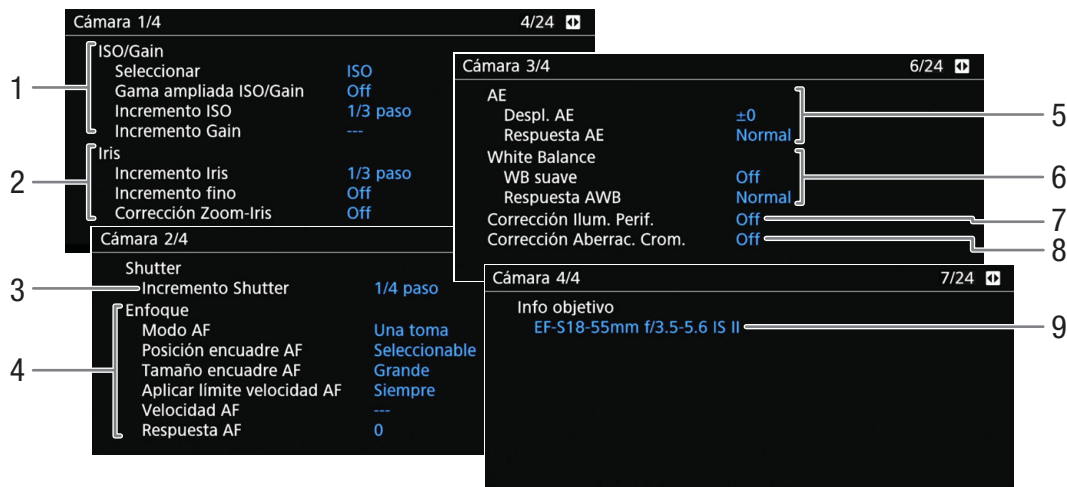 Cámara 1/4 4/24
1
ISO/Gain
Seleccionar ISO
Gama ampliada ISO/Gain Off
Incremento ISO 1/3 paso
Incremento Gain ---
2
Iris
Incremento Iris 1/3 paso
Incremento fino Off
Corrección Zoom-Iris Off
Cámara 2/4
Shutter
3
Incremento Shutter 1/4 paso
4
Enfoque
Modo AF Una toma
Posición encuadre AF Seleccionable
Tamaño encuadre AF Grande
Aplicar límite velocidad AF Siempre
Velocidad AF ---
Respuesta AF 0
Cámara 3/4 6/24
AE
Despl. AE ±0
Respuesta AE Normal
5
White Balance
WB suave Off
Respuesta AWB Normal
6
Corrección Ilum. Perif. Off
7
Corrección Aberrac. Crom. Off
8
Cámara 4/4 7/24
Info objetivo
EF-S18-55mm f/3.5-5.6 IS II
9